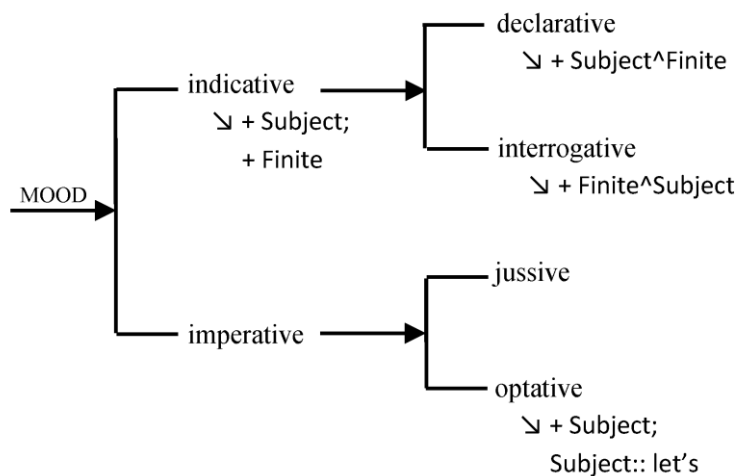 declarative
↘ + Subject^Finite
indicative
↘ + Subject;
+ Finite
interrogative
↘ + Finite^Subject
MOOD
jussive
imperative
optative
↘ + Subject;
Subject:: let’s